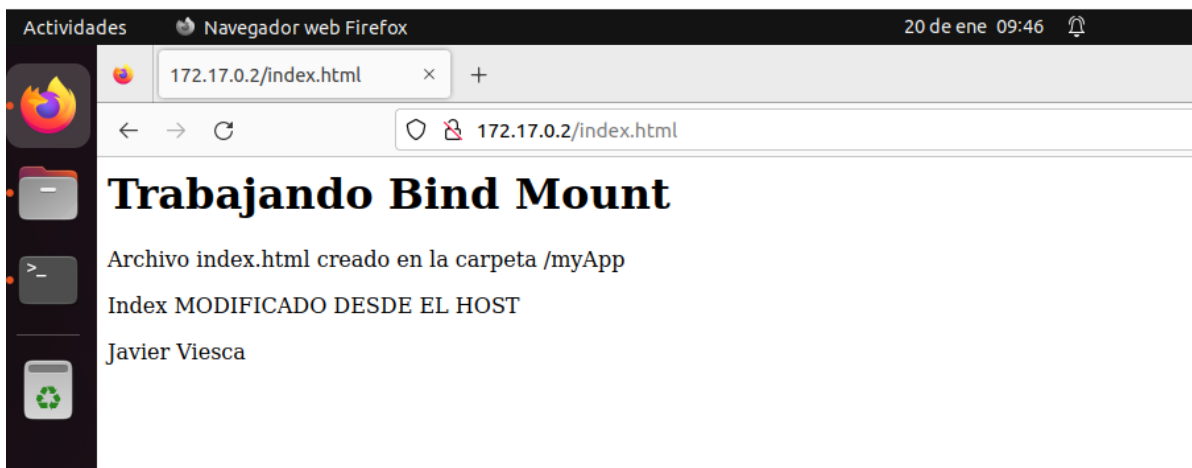 Actividades Navegador web Firefox 20 de ene 09:46
172.17.0.2/index.html × +
172.17.0.2/index.html
>_
Trabajando Bind Mount
Archivo index.html creado en la carpeta /myApp
Index MODIFICADO DESDE EL HOST
Javier Viesca